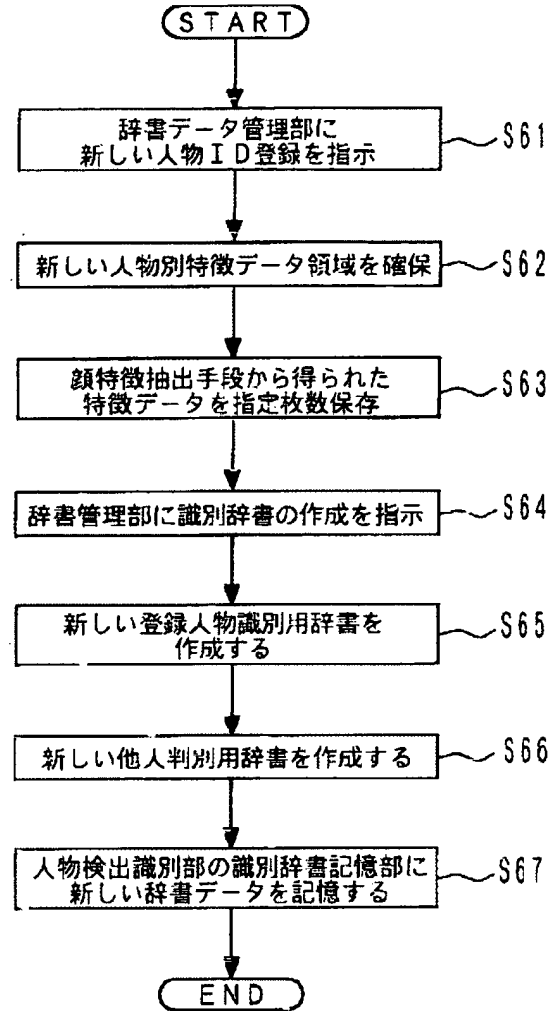 START
辞書データ管理部に
新しい人物ID登録を指示
S61
新しい人物別特徴データ領域を確保
S62
顔特徴抽出手段から得られた
特徴データを指定枚数保存
S63
辞書管理部に識別辞書の作成を指示
S64
新しい登録人物識別用辞書を
作成する
S65
新しい他人判別用辞書を作成する
S66
人物検出識別部の識別辞書記憶部に
新しい辞書データを記憶する
S67
END